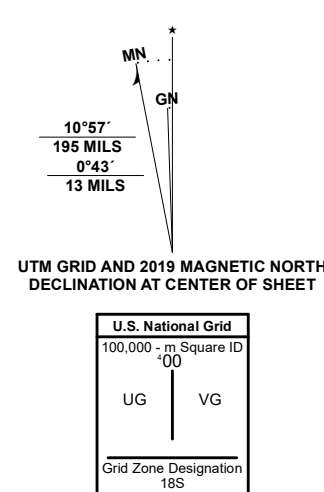 ★
MN
GN
10°57´
195 MILS
0°43´
13 MILS
UTM GRID AND 2019 MAGNETIC NORTH
DECLINATION AT CENTER OF SHEET
U.S. National Grid
100,000 - m Square ID
⁴00
UG VG
Grid Zone Designation
18S